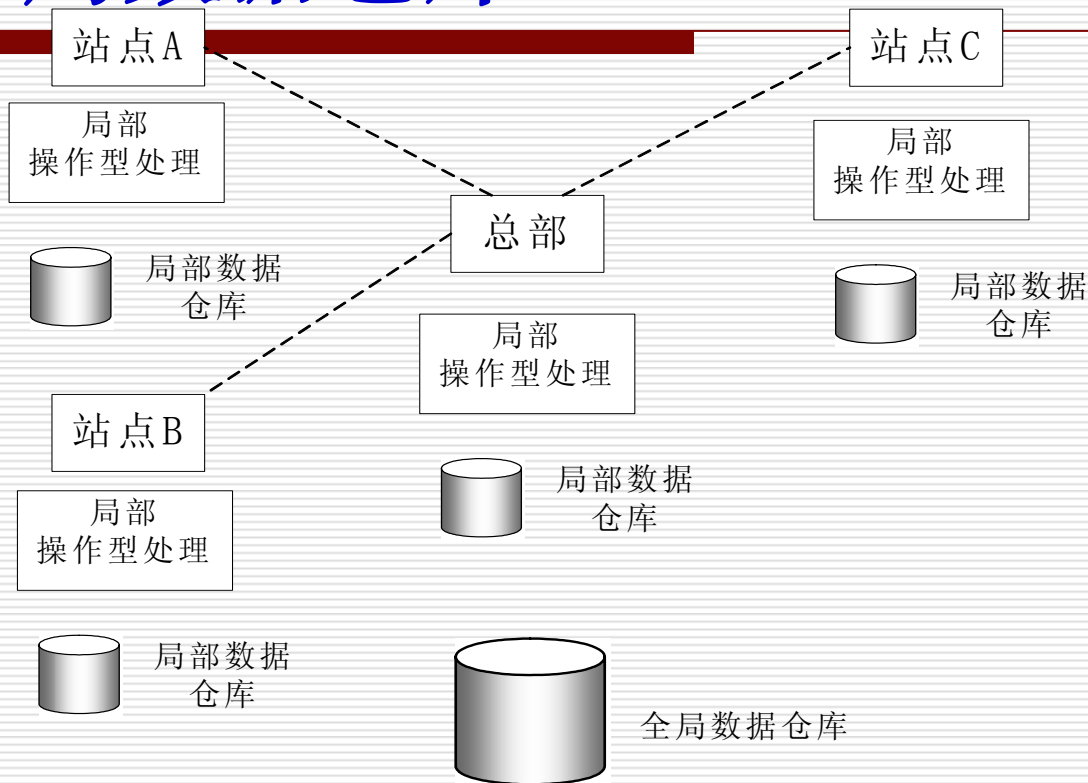 站点A
站点C
局部
操作型处理
局部
操作型处理
总部
局部数据
仓库
局部数据
仓库
局部
操作型处理
站点B
局部数据
仓库
局部
操作型处理
局部数据
仓库
全局数据仓库